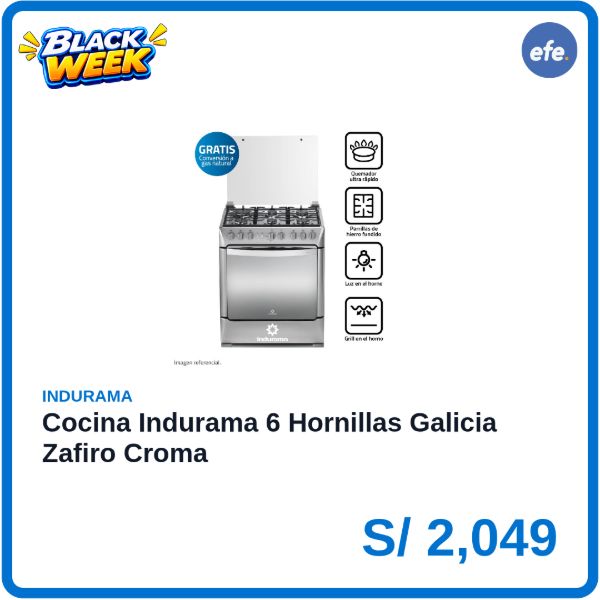 BLACK
WEEK
efe.
GRATIS
Conversión a
gas natural
Quemador
ultra rápido
Parrillas de
hierro fundido
Luz en el horno
Grill en el horno
indurama
Imagen referencial.
INDURAMA
Cocina Indurama 6 Hornillas Galicia
Zafiro Croma
S/ 2,049